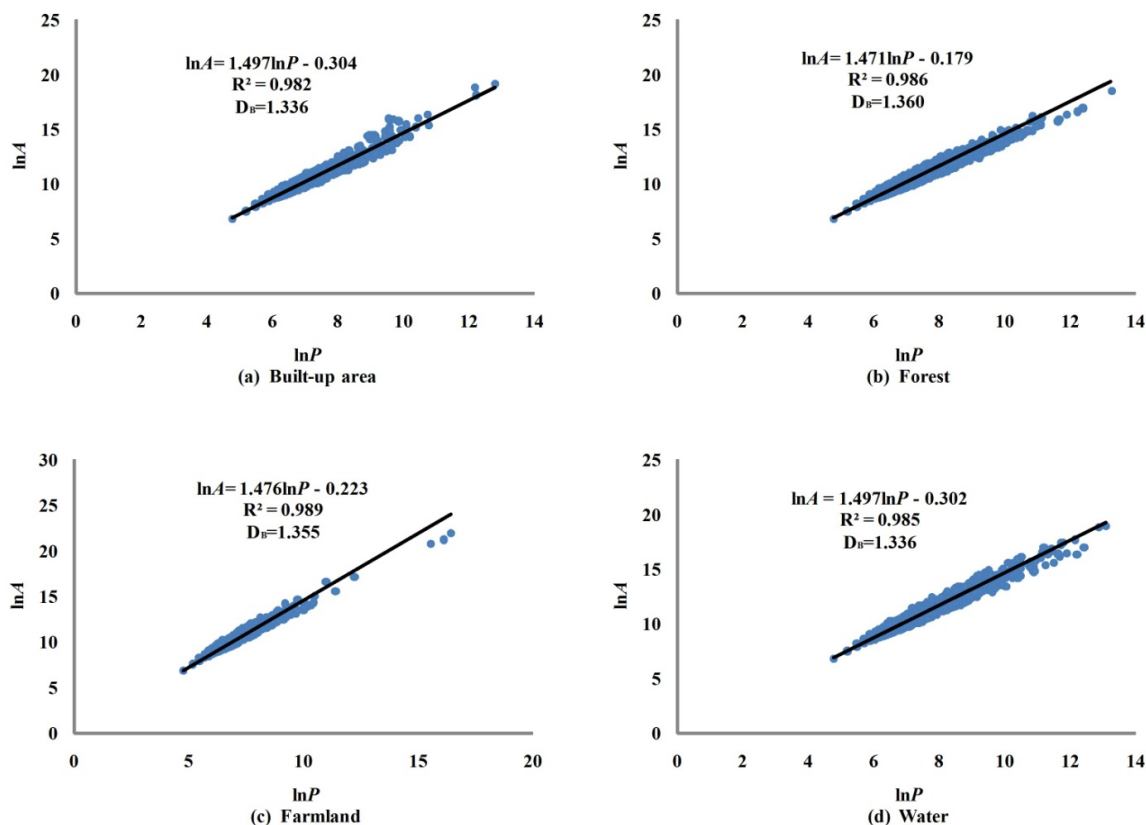 25
20
15
10
5
0
lnA
lnA= 1.497lnP - 0.304
R² = 0.982
D_B=1.336
0 2 4 6 8 10 12 14
lnP
(a) Built-up area
25
20
15
10
5
0
lnA
lnA= 1.471lnP - 0.179
R² = 0.986
D_B=1.360
0 2 4 6 8 10 12 14
lnP
(b) Forest
30
25
20
15
10
5
0
lnA
lnA= 1.476lnP - 0.223
R² = 0.989
D_B=1.355
0 5 10 15 20
lnP
(c) Farmland
25
20
15
10
5
0
lnA
lnA = 1.497lnP - 0.302
R² = 0.985
D_B=1.336
0 2 4 6 8 10 12 14
lnP
(d) Water